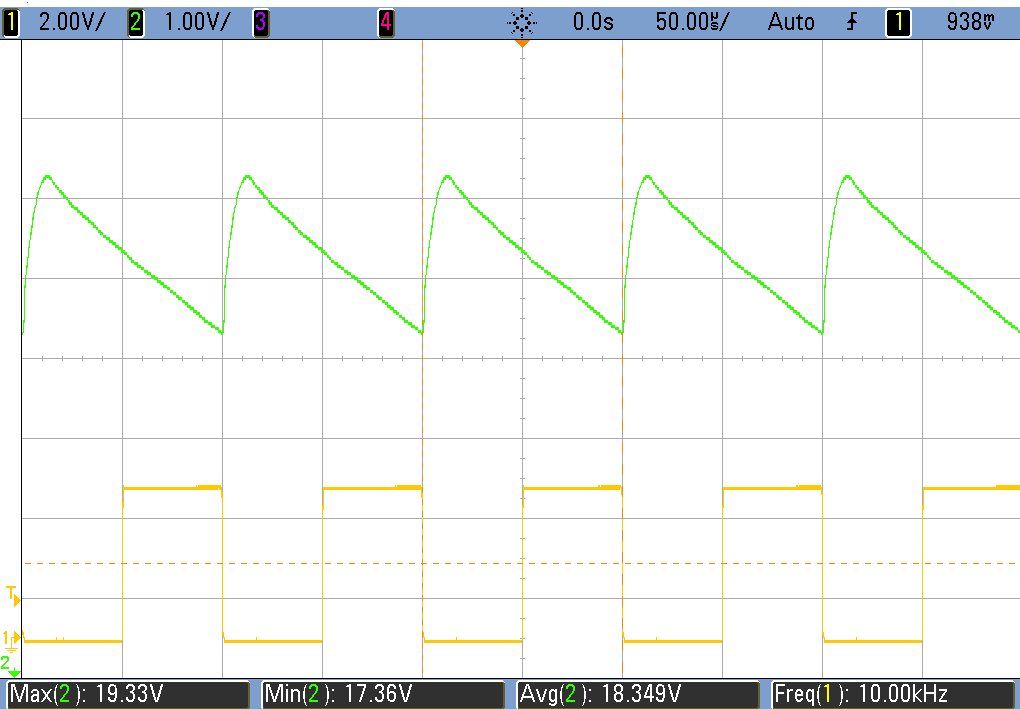 1 2.00V/ 2 1.00V/ 3 4 0.0s 50.00µs/ Auto 1 938mV
T
1
2
Max(2): 19.33V Min(2): 17.36V Avg(2): 18.349V Freq(1): 10.00kHz